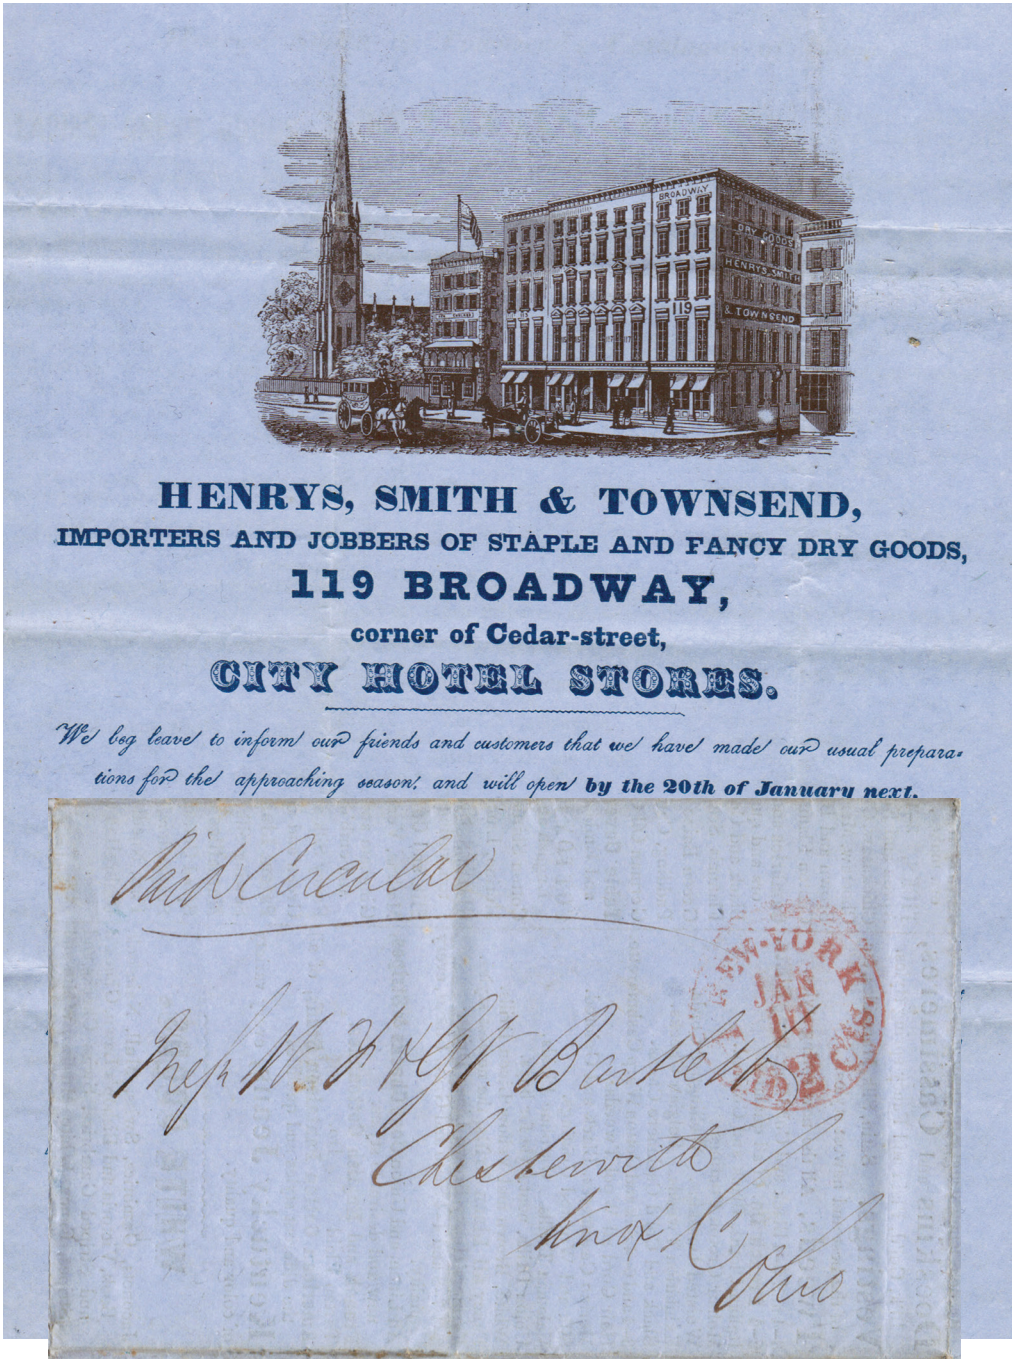 BROADWAY
DRY GOODS
HENRYS, SMITH
& TOWNSEND
119
HENRYS, SMITH & TOWNSEND,
IMPORTERS AND JOBBERS OF STAPLE AND FANCY DRY GOODS,
119 BROADWAY,
corner of Cedar-street,
CITY HOTEL STORES.
We beg leave to inform our friends and customers that we have made our usual prepara-
tions for the approaching season, and will open by the 20th of January next.
Paid Circular
NEW-YORK
JAN
10
2 Cts.
Mess W. F & G W. Bartlett
Chesterville
Knox C
Ohio